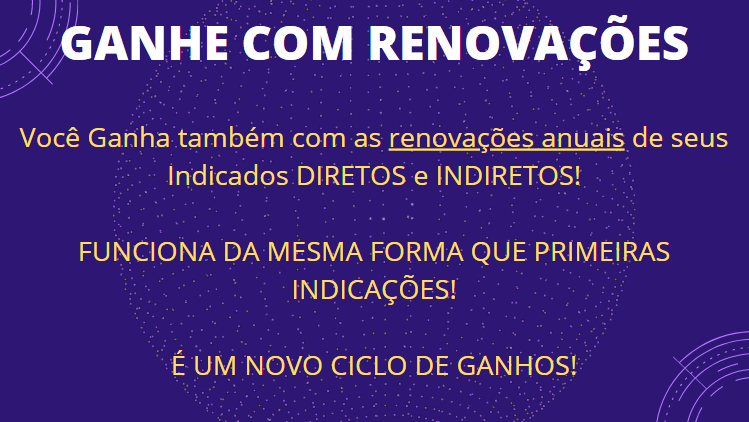 GANHE COM RENOVAÇÕES
Você Ganha também com as renovações anuais de seus
Indicados DIRETOS e INDIRETOS!
FUNCIONA DA MESMA FORMA QUE PRIMEIRAS
INDICAÇÕES!
É UM NOVO CICLO DE GANHOS!